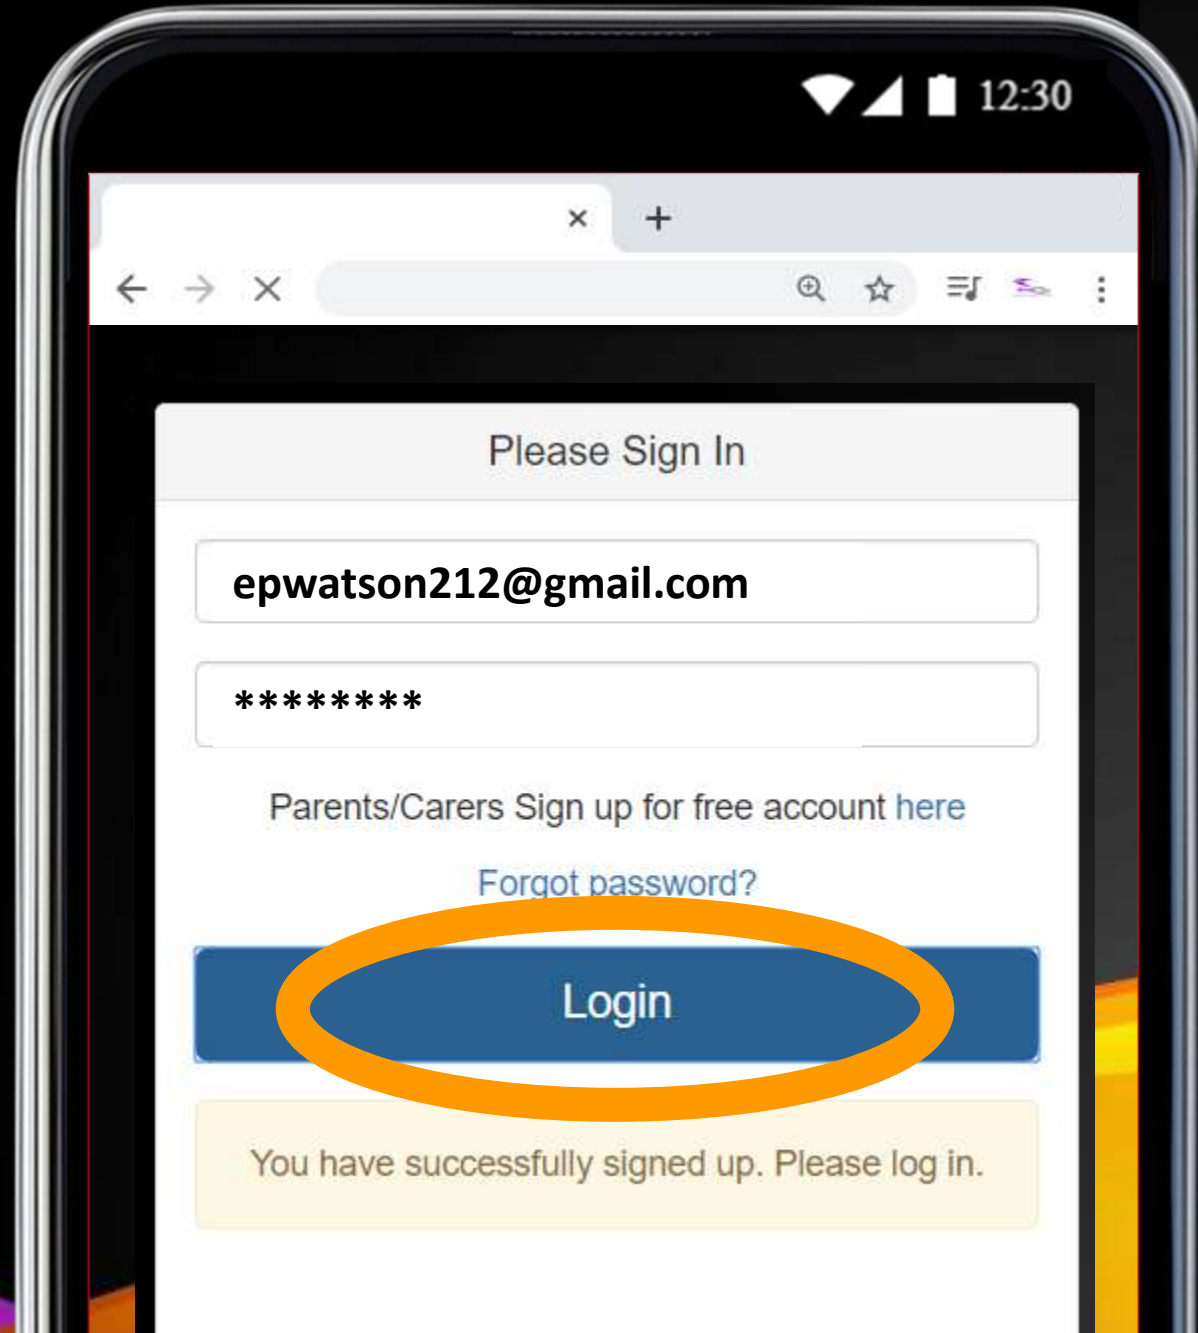 12:30
Please Sign In
epwatson212@gmail.com
********
Parents/Carers Sign up for free account here
Forgot password?
Login
You have successfully signed up. Please log in.